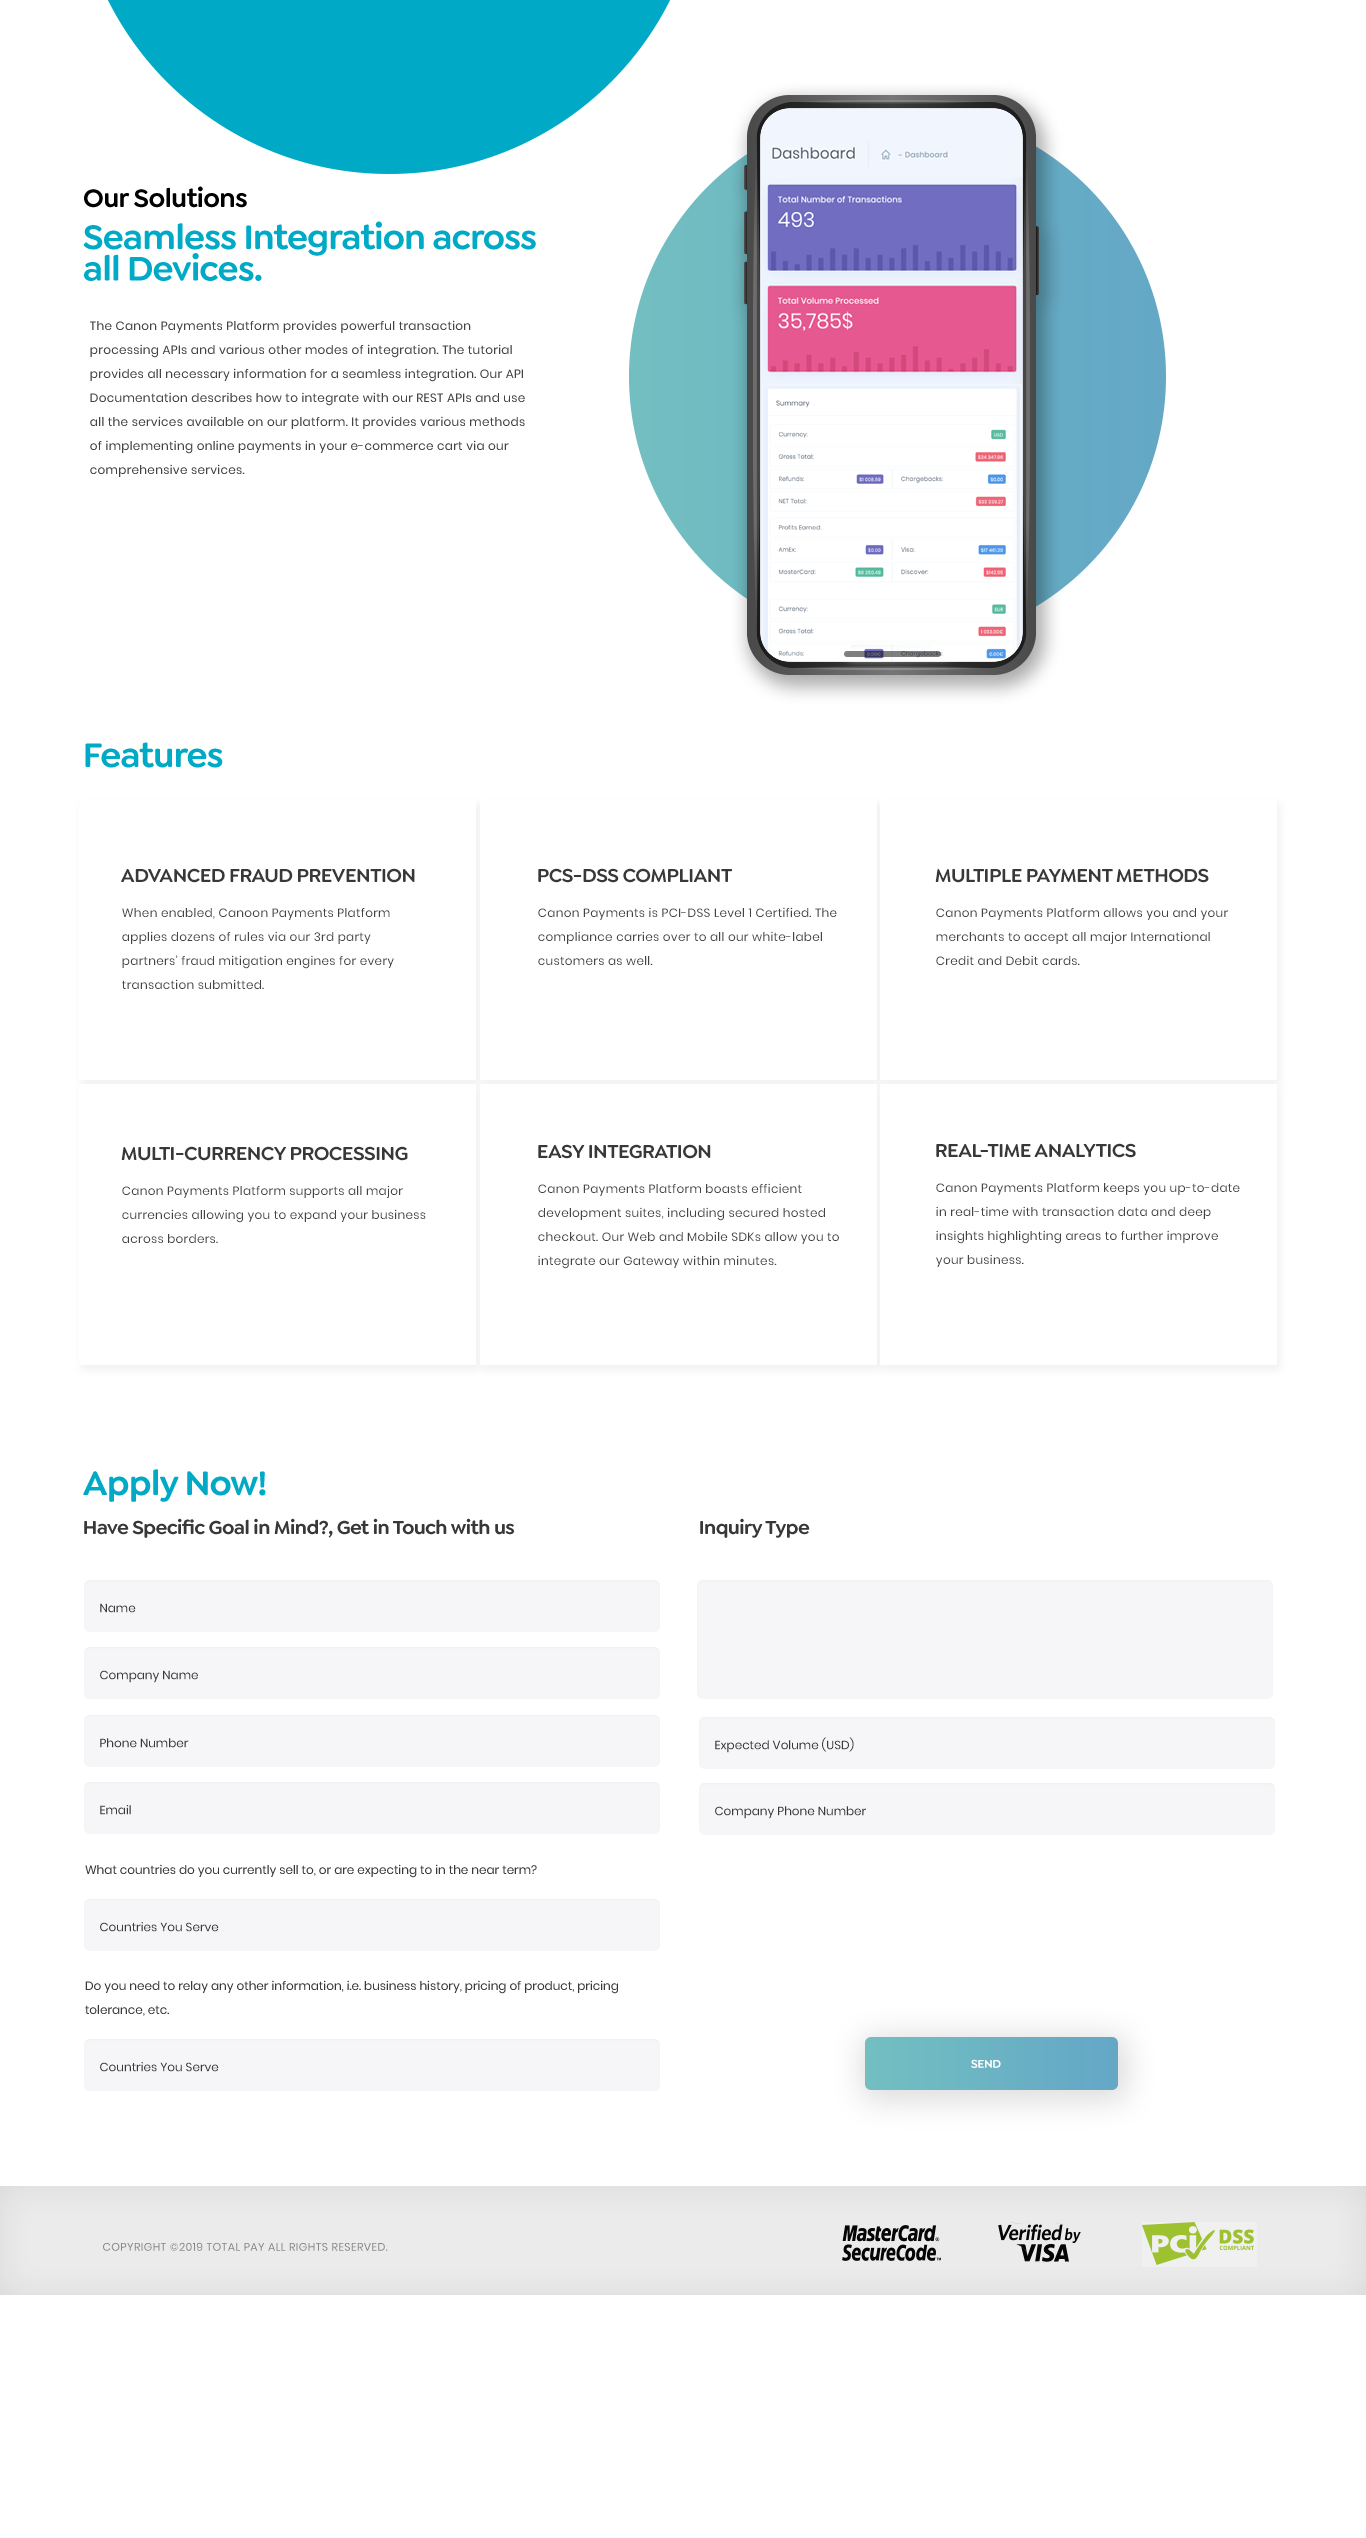 Our Solutions
Seamless Integration across
all Devices.
The Canon Payments Platform provides powerful transaction
processing APIs and various other modes of integration. The tutorial
provides all necessary information for a seamless integration. Our API
Documentation describes how to integrate with our REST APIs and use
all the services available on our platform. It provides various methods
of implementing online payments in your e-commerce cart via our
comprehensive services.
Dashboard - Dashboard
Total Number of Transactions
493
Total Volume Processed
35,785$
Summary
Currency: USD
Gross Total:
Refunds: Chargebacks: $0.00
NET Total:
Profits Earned:
AmEx: $0.00 Visa:
MasterCard: Discover:
Currency: EUR
Gross Total:
Refunds: Chargebacks: 0.00€
Features
ADVANCED FRAUD PREVENTION
When enabled, Canoon Payments Platform
applies dozens of rules via our 3rd party
partners' fraud mitigation engines for every
transaction submitted.
PCS-DSS COMPLIANT
Canon Payments is PCI-DSS Level 1 Certified. The
compliance carries over to all our white-label
customers as well.
MULTIPLE PAYMENT METHODS
Canon Payments Platform allows you and your
merchants to accept all major International
Credit and Debit cards.
MULTI-CURRENCY PROCESSING
Canon Payments Platform supports all major
currencies allowing you to expand your business
across borders.
EASY INTEGRATION
Canon Payments Platform boasts efficient
development suites, including secured hosted
checkout. Our Web and Mobile SDKs allow you to
integrate our Gateway within minutes.
REAL-TIME ANALYTICS
Canon Payments Platform keeps you up-to-date
in real-time with transaction data and deep
insights highlighting areas to further improve
your business.
Apply Now!
Have Specific Goal in Mind?, Get in Touch with us
Name
Company Name
Phone Number
Email
What countries do you currently sell to, or are expecting to in the near term?
Countries You Serve
Do you need to relay any other information, i.e. business history, pricing of product, pricing
tolerance, etc.
Countries You Serve
Inquiry Type
Expected Volume (USD)
Company Phone Number
SEND
COPYRIGHT ©2019 TOTAL PAY ALL RIGHTS RESERVED.
MasterCard®
SecureCode™
Verified by
VISA
PCI DSS
COMPLIANT